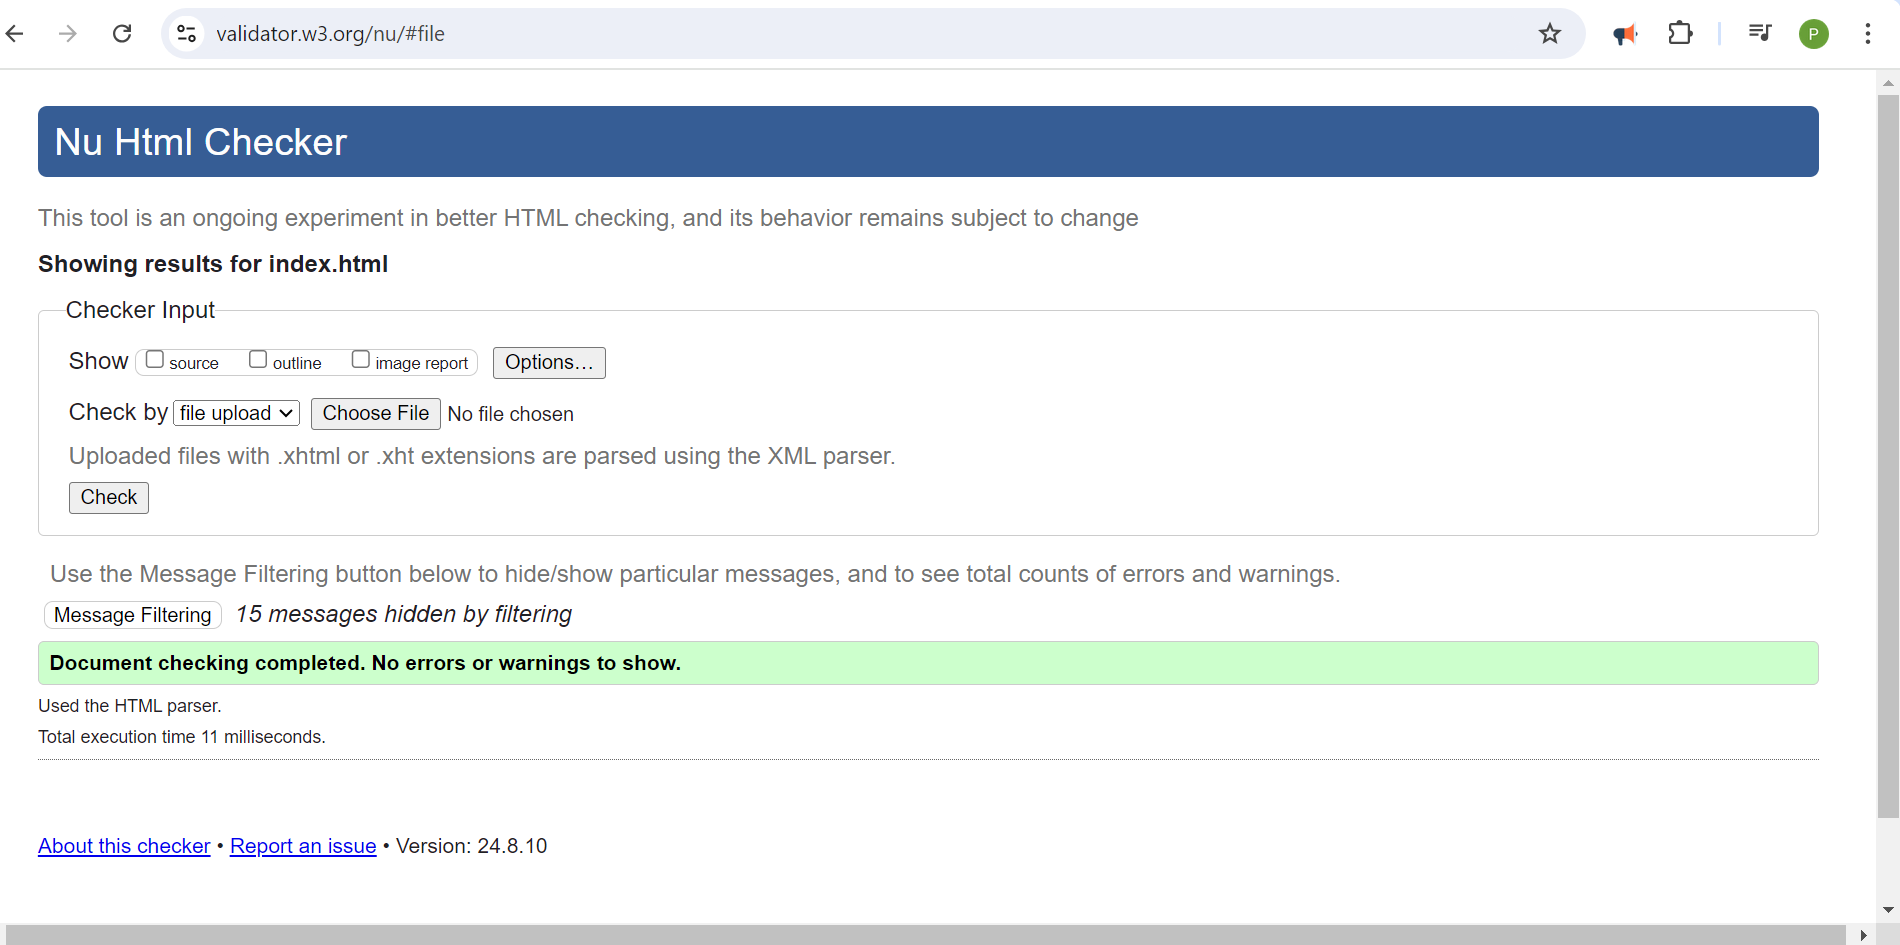 validator.w3.org/nu/#file
P
Nu Html Checker
This tool is an ongoing experiment in better HTML checking, and its behavior remains subject to change
Showing results for index.html
Checker Input
Show source outline image report Options...
Check by file upload Choose File No file chosen
Uploaded files with .xhtml or .xht extensions are parsed using the XML parser.
Check
Use the Message Filtering button below to hide/show particular messages, and to see total counts of errors and warnings.
Message Filtering 15 messages hidden by filtering
Document checking completed. No errors or warnings to show.
Used the HTML parser.
Total execution time 11 milliseconds.
About this checker • Report an issue • Version: 24.8.10